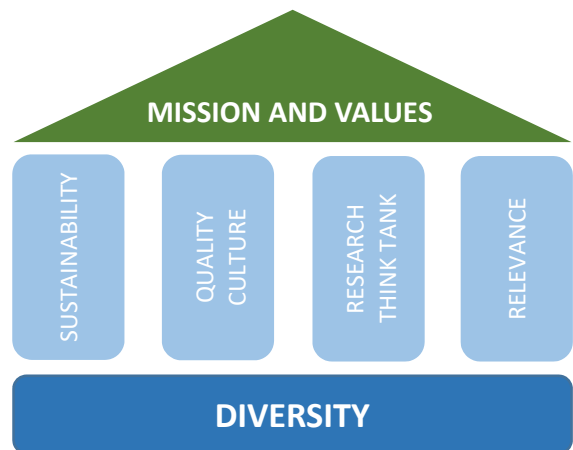 MISSION AND VALUES
SUSTAINABILITY
QUALITY
CULTURE
RESEARCH
THINK TANK
RELEVANCE
DIVERSITY